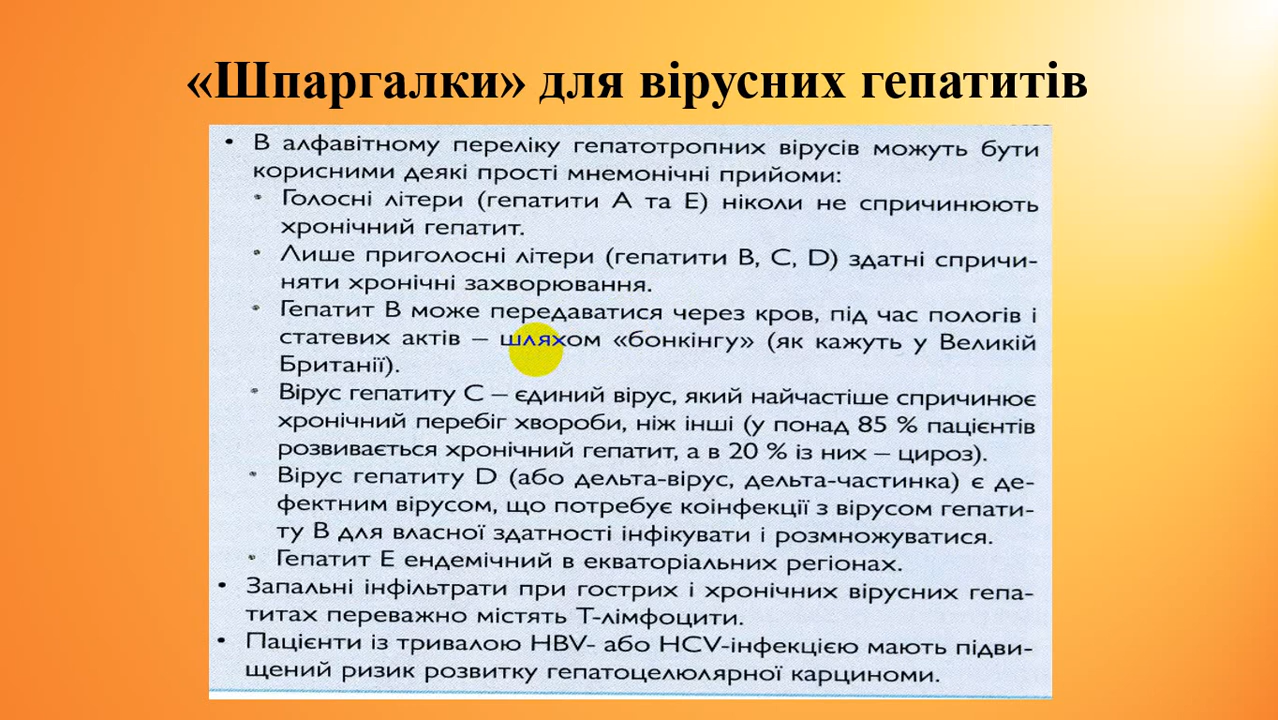 «Шпаргалки» для вірусних гепатитів
• В алфавітному переліку гепатотропних вірусів можуть бути
корисними деякі прості мнемонічні прийоми:
• Голосні літери (гепатити А та Е) ніколи не спричинюють
хронічний гепатит.
• Лише приголосні літери (гепатити В, С, D) здатні спричи-
няти хронічні захворювання.
• Гепатит В може передаватися через кров, під час пологів і
статевих актів – шляхом «бонкінгу» (як кажуть у Великій
Британії).
• Вірус гепатиту С – єдиний вірус, який найчастіше спричинює
хронічний перебіг хвороби, ніж інші (у понад 85 % пацієнтів
розвивається хронічний гепатит, а в 20 % із них – цироз).
• Вірус гепатиту D (або дельта-вірус, дельта-частинка) є де-
фектним вірусом, що потребує коінфекції з вірусом гепати-
ту В для власної здатності інфікувати і розмножуватися.
• Гепатит Е ендемічний в екваторіальних регіонах.
• Запальні інфільтрати при гострих і хронічних вірусних гепа-
титах переважно містять Т-лімфоцити.
• Пацієнти із тривалою HBV- або HCV-інфекцією мають підви-
щений ризик розвитку гепатоцелюлярної карциноми.